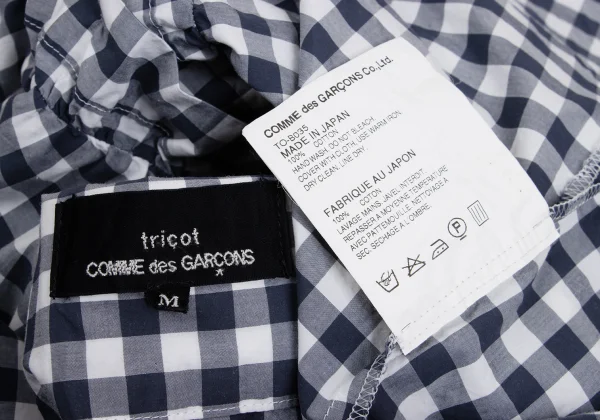 COMME des GARÇONS Co.,Ltd.
TO-B035
MADE IN JAPAN
100% COTTON
HAND WASH, DO NOT BLEACH,
COVER WITH CLOTH, USE WARM IRON
DRY CLEAN, LINE DRY.
FABRIQUE AU JAPON
100% COTON
LAVAGE MAINS, JAVEL INTERDIT,
REPASSER A MOYENNE TEMPERATURE
AVEC PATTEMOUILLE, NETTOYAGE A
SEC, SECHAGE A L'OMBRE.
P
tricot
COMME des GARÇONS
M